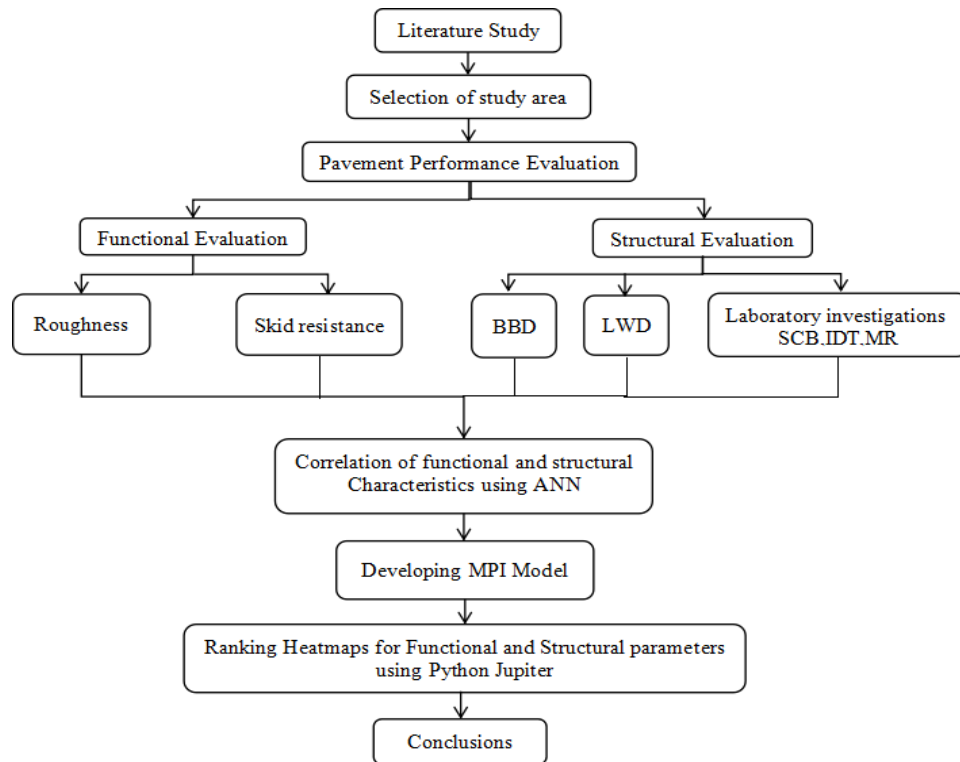 Literature Study
Selection of study area
Pavement Performance Evaluation
Functional Evaluation
Structural Evaluation
Roughness
Skid resistance
BBD
LWD
Laboratory investigations
SCB.IDT.MR
Correlation of functional and structural
Characteristics using ANN
Developing MPI Model
Ranking Heatmaps for Functional and Structural parameters
using Python Jupiter
Conclusions